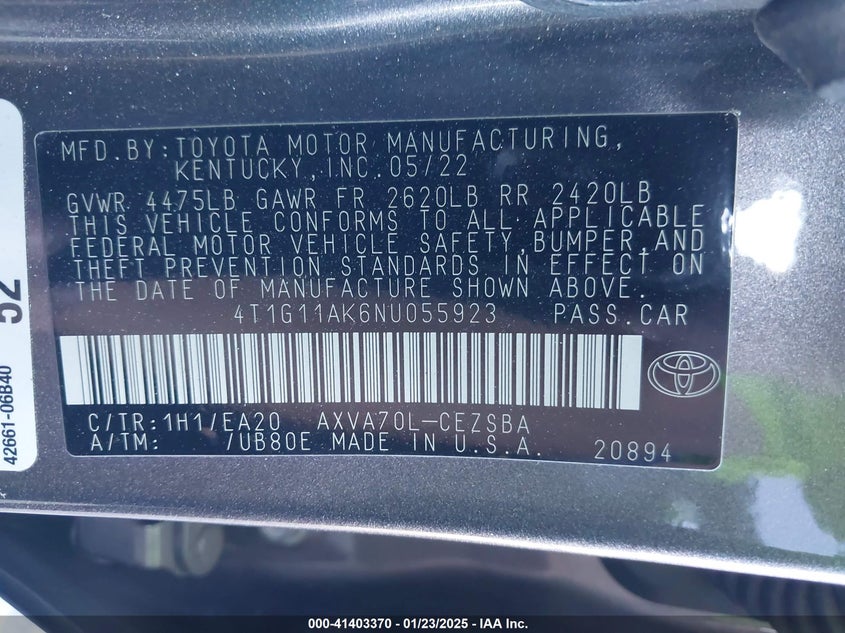 MFD.BY:TOYOTA MOTOR MANUFACTURING,
KENTUCKY,INC.05/22
GVWR 4475LB GAWR FR 2620LB RR 2420LB
THIS VEHICLE CONFORMS TO ALL APPLICABLE
FEDERAL MOTOR VEHICLE SAFETY,BUMPER,AND
THEFT PREVENTION STANDARDS IN EFFECT ON
THE DATE OF MANUFACTURE SHOWN ABOVE.
4T1G11AK6NU055923 PASS.CAR
C/TR:1H1/EA20 AXVA70L-CEZSBA
A/TM: /UB80E MADE IN U.S.A. 20894
52
42661-06B40
000-41403370 - 01/23/2025 - IAA Inc.